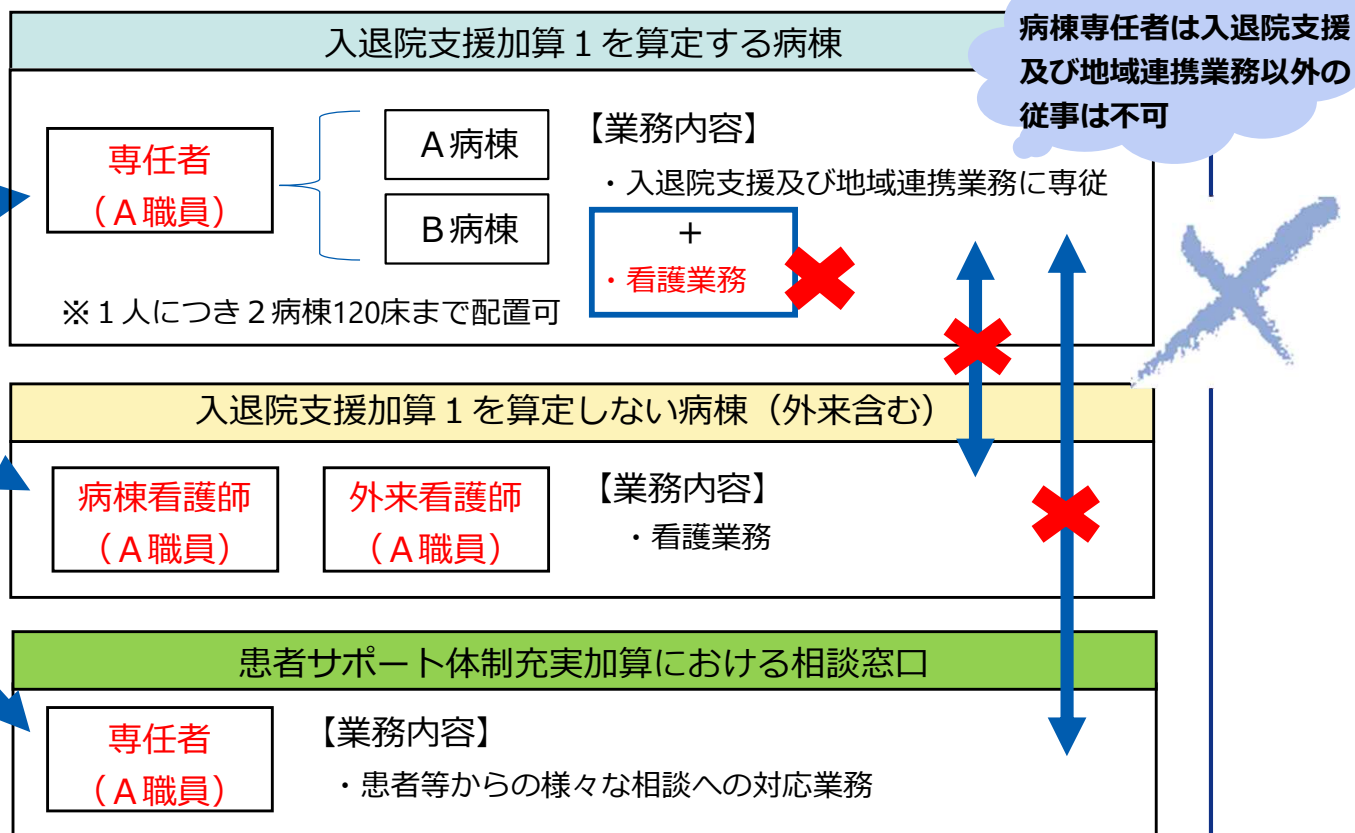 入退院支援加算１を算定する病棟
病棟専任者は入退院支援
及び地域連携業務以外の
従事は不可
専任者
（Ａ職員）
Ａ病棟
Ｂ病棟
【業務内容】
・入退院支援及び地域連携業務に専従
＋
・看護業務
※１人につき２病棟120床まで配置可
入退院支援加算１を算定しない病棟（外来含む）
病棟看護師
（Ａ職員）
外来看護師
（Ａ職員）
【業務内容】
・看護業務
患者サポート体制充実加算における相談窓口
専任者
（Ａ職員）
【業務内容】
・患者等からの様々な相談への対応業務